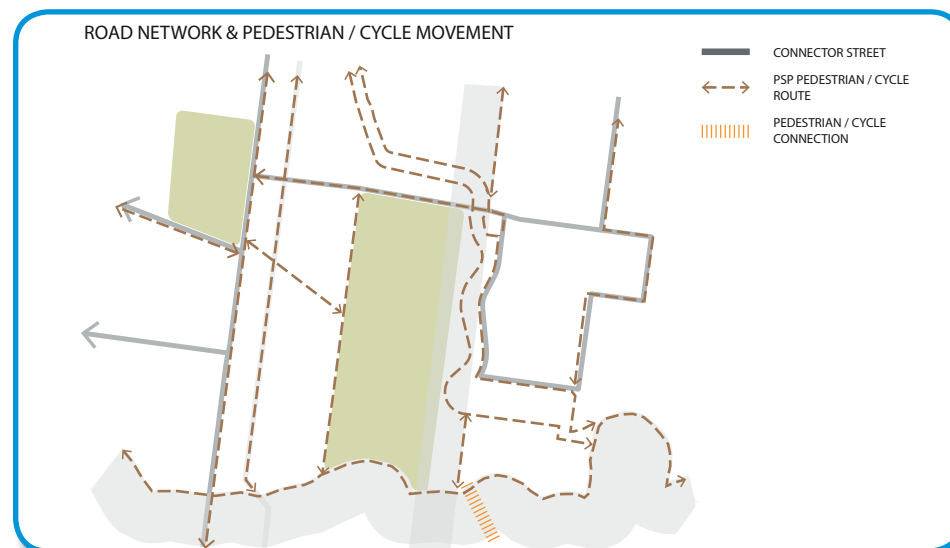 ROAD NETWORK & PEDESTRIAN / CYCLE MOVEMENT
CONNECTOR STREET
PSP PEDESTRIAN / CYCLE
ROUTE
PEDESTRIAN / CYCLE
CONNECTION